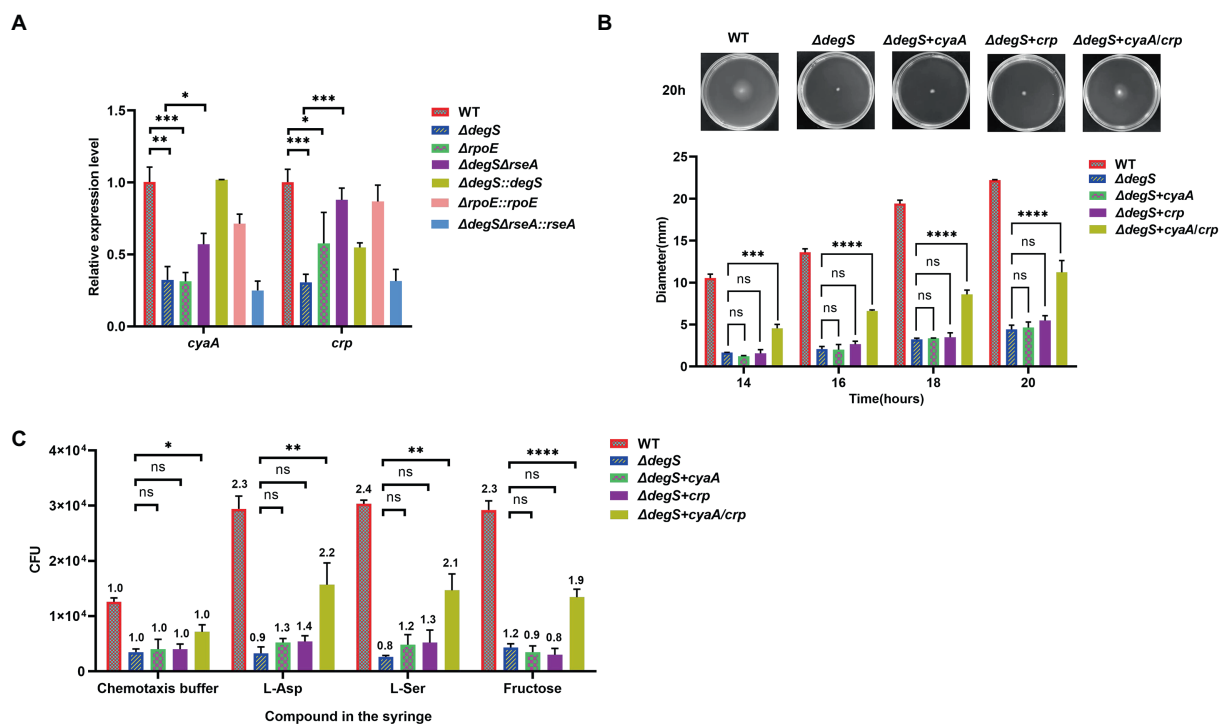 A
Relative expression level
1.5
1.0
0.5
0.0
*
***
**
***
*
***
cyaA
crp
WT
ΔdegS
ΔrpoE
ΔdegSΔrseA
ΔdegS::degS
ΔrpoE::rpoE
ΔdegSΔrseA::rseA
B
WT
ΔdegS
ΔdegS+cyaA
ΔdegS+crp
ΔdegS+cyaA/crp
20h
Diameter(mm)
25
20
15
10
5
0
***
ns
ns
****
ns
ns
****
ns
ns
****
ns
ns
14
16
18
20
Time(hours)
WT
ΔdegS
ΔdegS+cyaA
ΔdegS+crp
ΔdegS+cyaA/crp
C
CFU
4×10⁴
3×10⁴
2×10⁴
1×10⁴
0
*
ns
ns
1.0
1.0
1.0
1.0
1.0
**
ns
ns
2.3
0.9
1.3
1.4
2.2
**
ns
ns
2.4
0.8
1.2
1.3
2.1
****
ns
ns
2.3
1.2
0.9
0.8
1.9
Chemotaxis buffer
L-Asp
L-Ser
Fructose
Compound in the syringe
WT
ΔdegS
ΔdegS+cyaA
ΔdegS+crp
ΔdegS+cyaA/crp